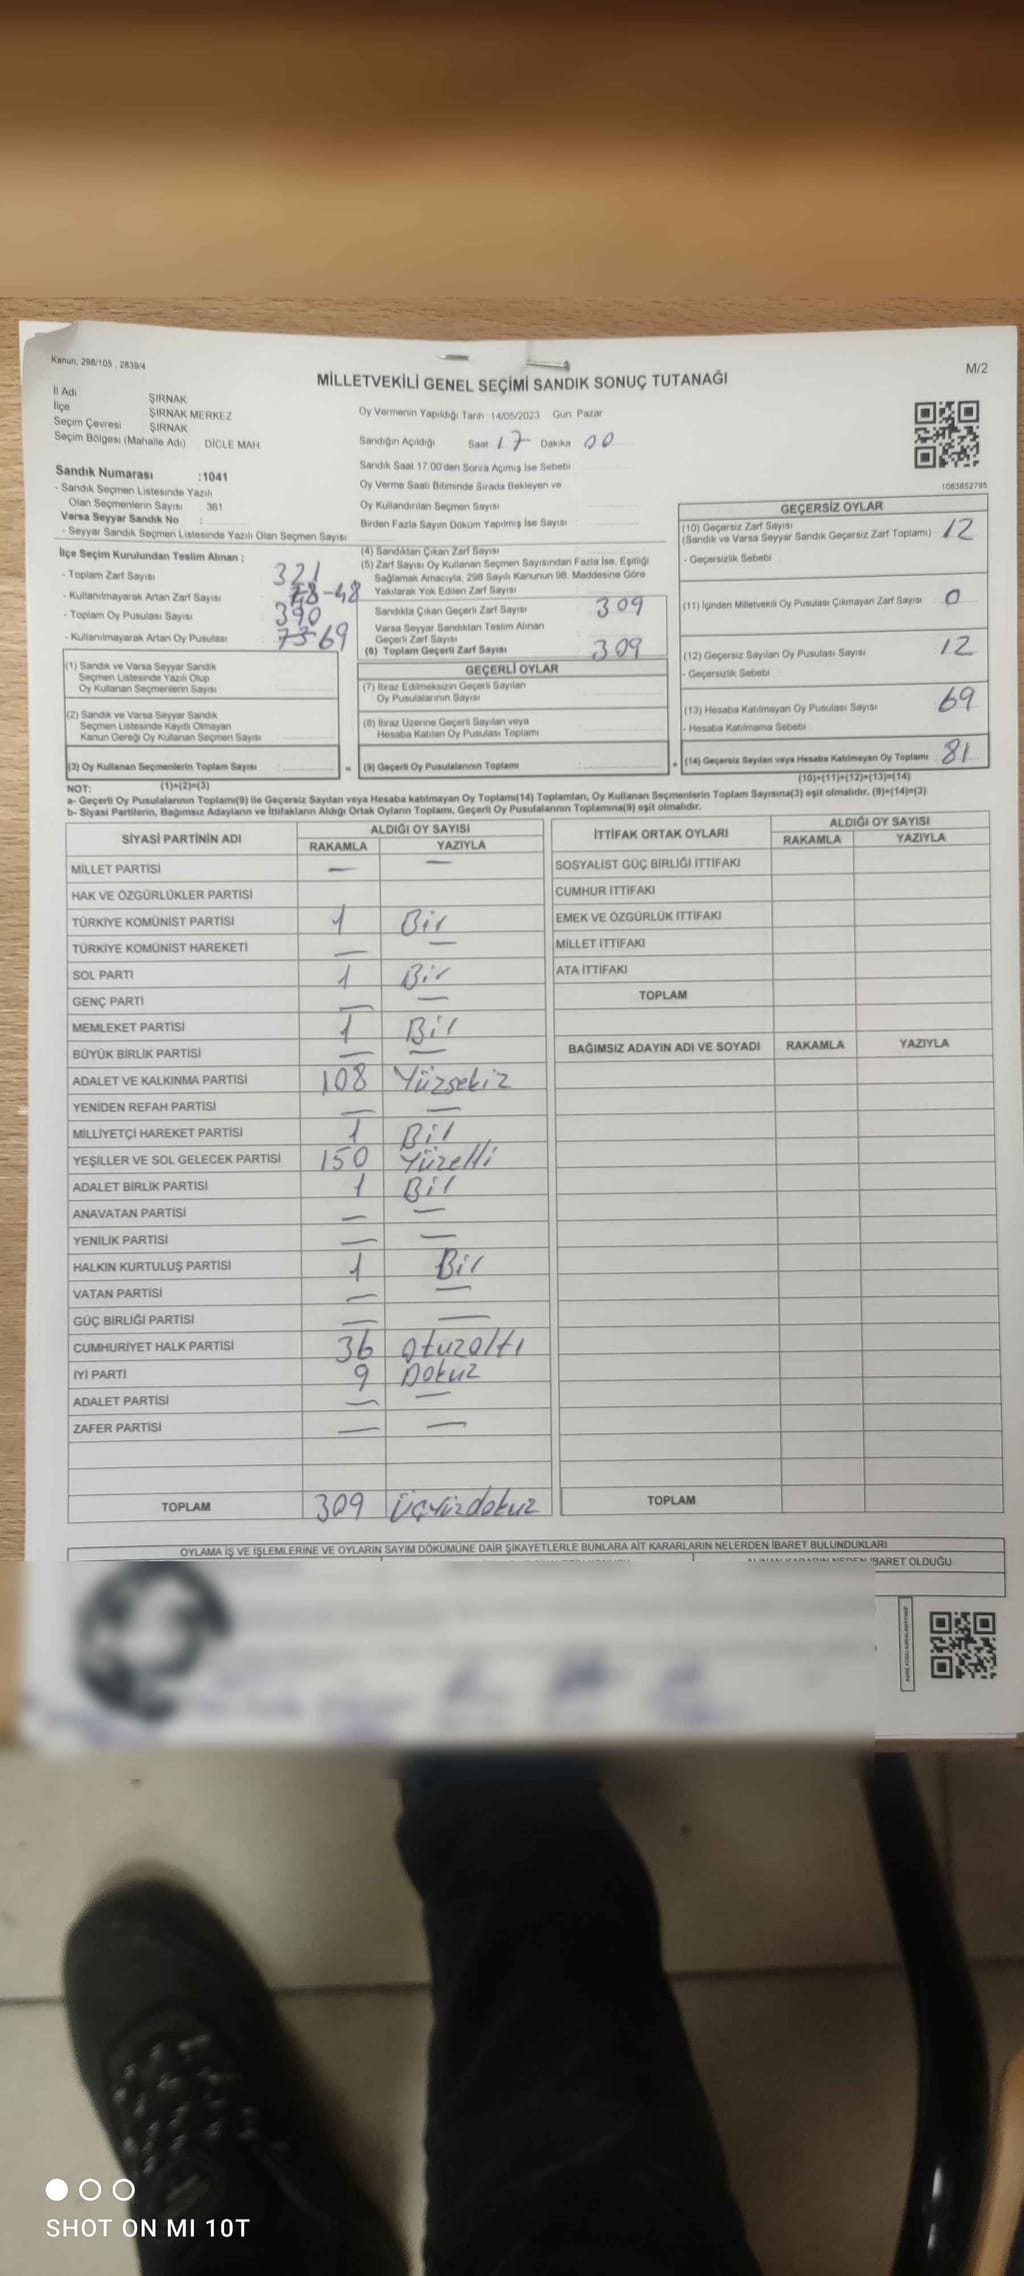 Kanun, 298/105 , 2839/4
M/2
MİLLETVEKİLİ GENEL SEÇİMİ SANDIK SONUÇ TUTANAĞI
İl Adı ŞIRNAK
İlçe ŞIRNAK MERKEZ
Seçim Çevresi ŞIRNAK
Seçim Bölgesi (Mahalle Adı) DİCLE MAH
Oy Vermenin Yapıldığı Tarih :14/05/2023 Gün: Pazar
Sandığın Açıldığı Saat 17 Dakika 00
Sandık Saat 17:00'den Sonra Açımış İse Sebebi :
Oy Verme Saati Bitiminde Sırada Bekleyen ve
Oy Kullandırılan Seçmen Sayısı
Birden Fazla Sayım Döküm Yapılmış İse Sayısı :
1083852795
Sandık Numarası :1041
- Sandık Seçmen Listesinde Yazılı
Olan Seçmenlerin Sayısı : 361
Varsa Seyyar Sandık No :
- Seyyar Sandık Seçmen Listesinde Yazılı Olan Seçmen Sayısı:
İlçe Seçim Kurulundan Teslim Alınan ;
- Toplam Zarf Sayısı 321
- Kullanılmayarak Artan Zarf Sayısı 78-48
- Toplam Oy Pusulası Sayısı 390
- Kullanılmayarak Artan Oy Pusulası 73 69
(1) Sandık ve Varsa Seyyar Sandık
Seçmen Listesinde Yazılı Olup
Oy Kullanan Seçmenlerin Sayısı
(2) Sandık ve Varsa Seyyar Sandık
Seçmen Listesinde Kayıtlı Olmayan
Kanun Gereği Oy Kullanan Seçmen Sayısı
(3) Oy Kullanan Seçmenlerin Toplam Sayısı :
(1)+(2)=(3)
(4) Sandıktan Çıkan Zarf Sayısı
(5) Zarf Sayısı Oy Kullanan Seçmen Sayısından Fazla İse, Eşitliği
Sağlamak Amacıyla, 298 Sayılı Kanunun 98. Maddesine Göre
Yakılarak Yok Edilen Zarf Sayısı
Sandıkta Çıkan Geçerli Zarf Sayısı : 309
Varsa Seyyar Sandıktan Teslim Alınan
Geçerli Zarf Sayısı
(6) Toplam Geçerli Zarf Sayısı : 309
GEÇERLİ OYLAR
(7) İtiraz Edilmeksizin Geçerli Sayılan
Oy Pusulalarının Sayısı
(8) İtiraz Üzerine Geçerli Sayılan veya
Hesaba Katılan Oy Pusulası Toplamı
= (9) Geçerli Oy Pusulalarının Toplamı
GEÇERSİZ OYLAR
(10) Geçersiz Zarf Sayısı
(Sandık ve Varsa Seyyar Sandık Geçersiz Zarf Toplamı) : 12
- Geçersizlik Sebebi
(11) İçinden Milletvekili Oy Pusulası Çıkmayan Zarf Sayısı : 0
(12) Geçersiz Sayılan Oy Pusulası Sayısı : 12
- Geçersizlik Sebebi
(13) Hesaba Katılmayan Oy Pusulası Sayısı : 69
- Hesaba Katılmama Sebebi
+ (14) Geçersiz Sayılan veya Hesaba Katılmayan Oy Toplamı : 81
(10)+(11)+(12)+(13)=(14)
NOT:
a- Geçerli Oy Pusulalarının Toplamı(9) ile Geçersiz Sayılan veya Hesaba katılmayan Oy Toplamı(14) Toplamları, Oy Kullanan Seçmenlerin Toplam Sayısına(3) eşit olmalıdır. (9)+(14)=(3)
b- Siyasi Partilerin, Bağımsız Adayların ve İttifakların Aldığı Ortak Oyların Toplamı, Geçerli Oy Pusulalarının Toplamına(9) eşit olmalıdır.
SİYASİ PARTİNİN ADI ALDIĞI OY SAYISI
RAKAMLA YAZIYLA
MİLLET PARTİSİ — —
HAK VE ÖZGÜRLÜKLER PARTİSİ
TÜRKİYE KOMÜNİST PARTİSİ 1 Bir
TÜRKİYE KOMÜNİST HAREKETİ — —
SOL PARTİ 1 Bir
GENÇ PARTİ — —
MEMLEKET PARTİSİ 1 Bir
BÜYÜK BİRLİK PARTİSİ — —
ADALET VE KALKINMA PARTİSİ 108 Yüzsekiz
YENİDEN REFAH PARTİSİ — —
MİLLİYETÇİ HAREKET PARTİSİ 1 Bir
YEŞİLLER VE SOL GELECEK PARTİSİ 150 Yüzelli
ADALET BİRLİK PARTİSİ 1 Bir
ANAVATAN PARTİSİ — —
YENİLİK PARTİSİ — —
HALKIN KURTULUŞ PARTİSİ 1 Bir
VATAN PARTİSİ — —
GÜÇ BİRLİĞİ PARTİSİ — —
CUMHURİYET HALK PARTİSİ 36 otuzaltı
İYİ PARTİ 9 Dokuz
ADALET PARTİSİ — —
ZAFER PARTİSİ — —
TOPLAM 309 üçyüzdokuz
İTTİFAK ORTAK OYLARI ALDIĞI OY SAYISI
RAKAMLA YAZIYLA
SOSYALİST GÜÇ BİRLİĞİ İTTİFAKI
CUMHUR İTTİFAKI
EMEK VE ÖZGÜRLÜK İTTİFAKI
MİLLET İTTİFAKI
ATA İTTİFAKI
TOPLAM
BAĞIMSIZ ADAYIN ADI VE SOYADI RAKAMLA YAZIYLA
TOPLAM
OYLAMA İŞ VE İŞLEMLERİNE VE OYLARIN SAYIM DÖKÜMÜNE DAİR ŞİKAYETLERLE BUNLARA AİT KARARLARIN NELERDEN İBARET BULUNDUKLARI
İBARET OLDUĞU
SHOT ON MI 10T